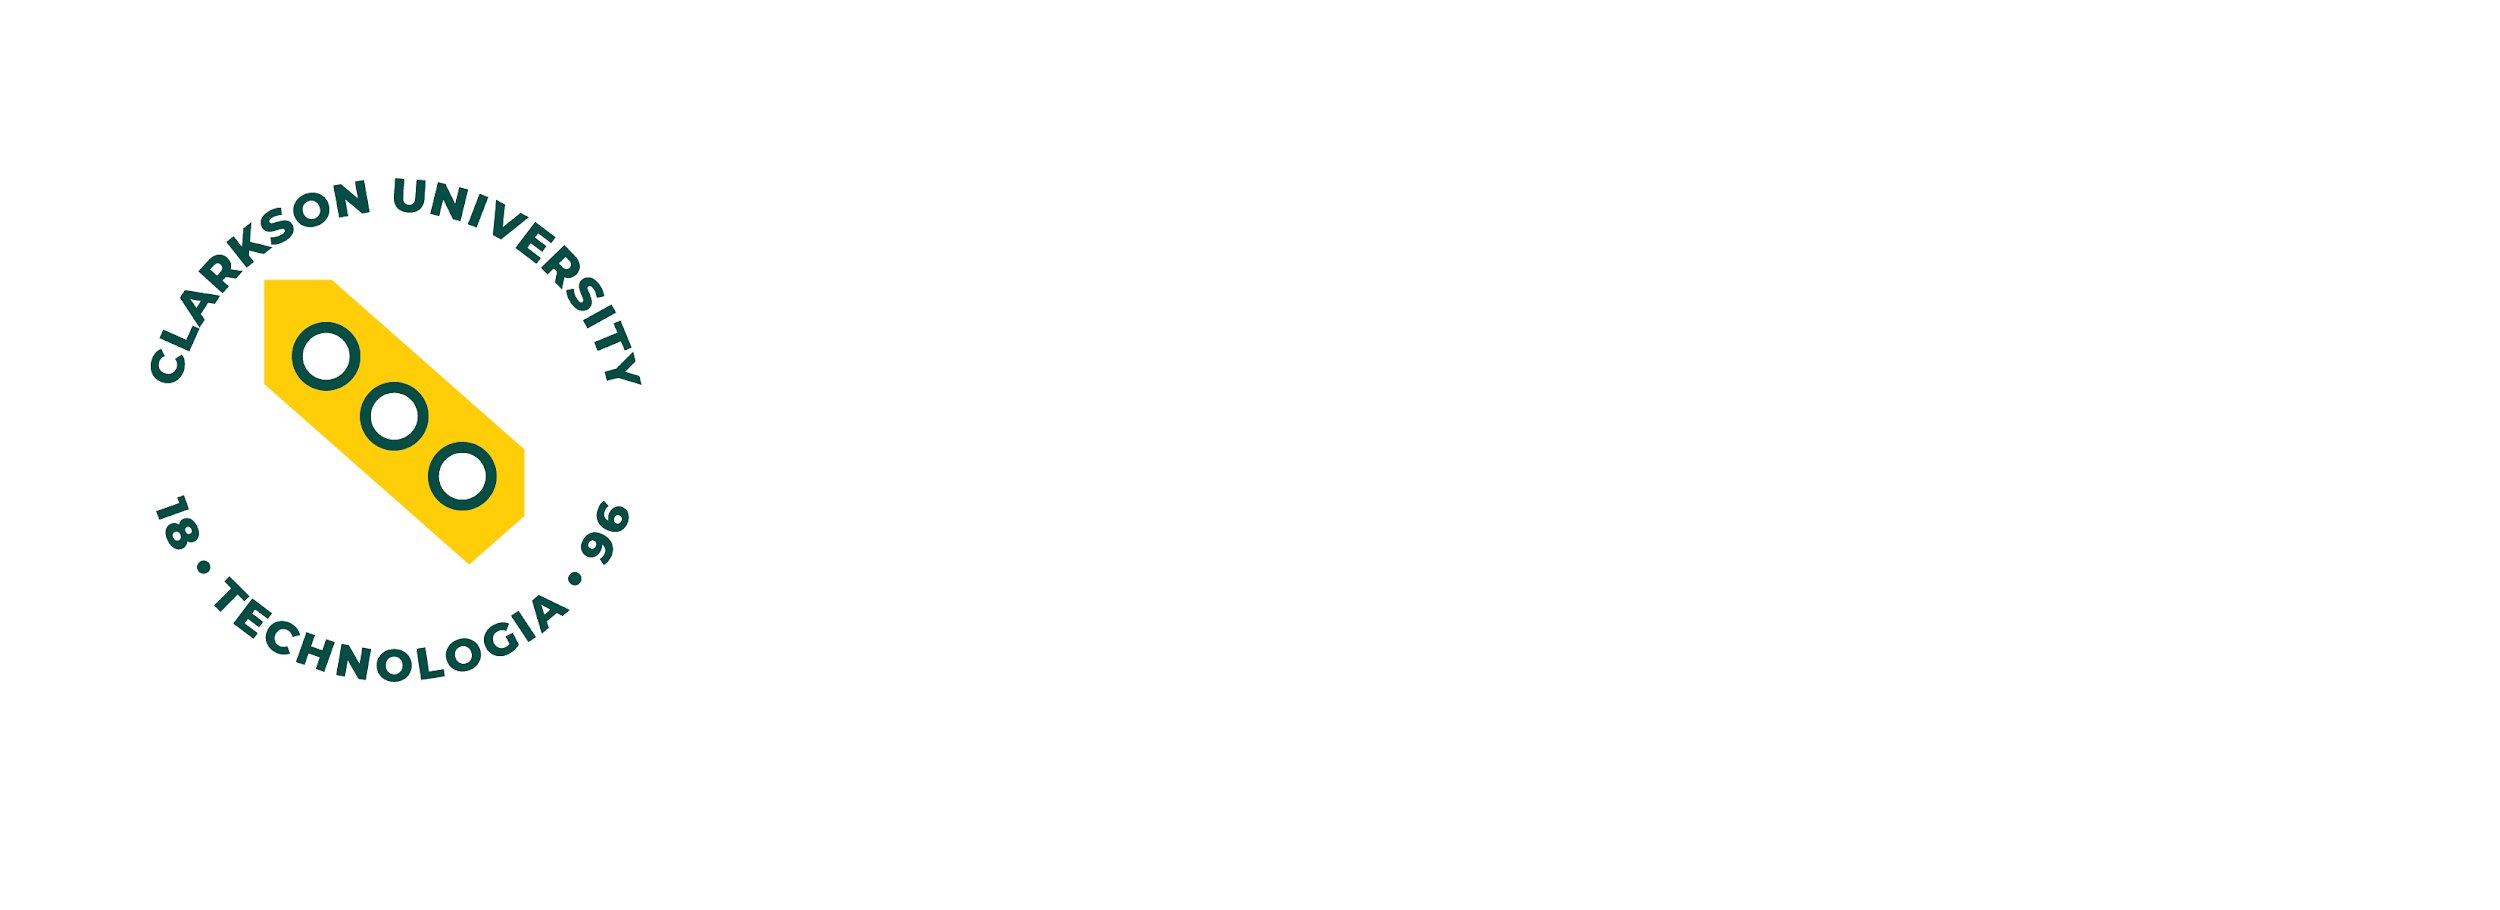 CLARKSON UNIVERSITY
18 • TECHNOLOGIA • 96